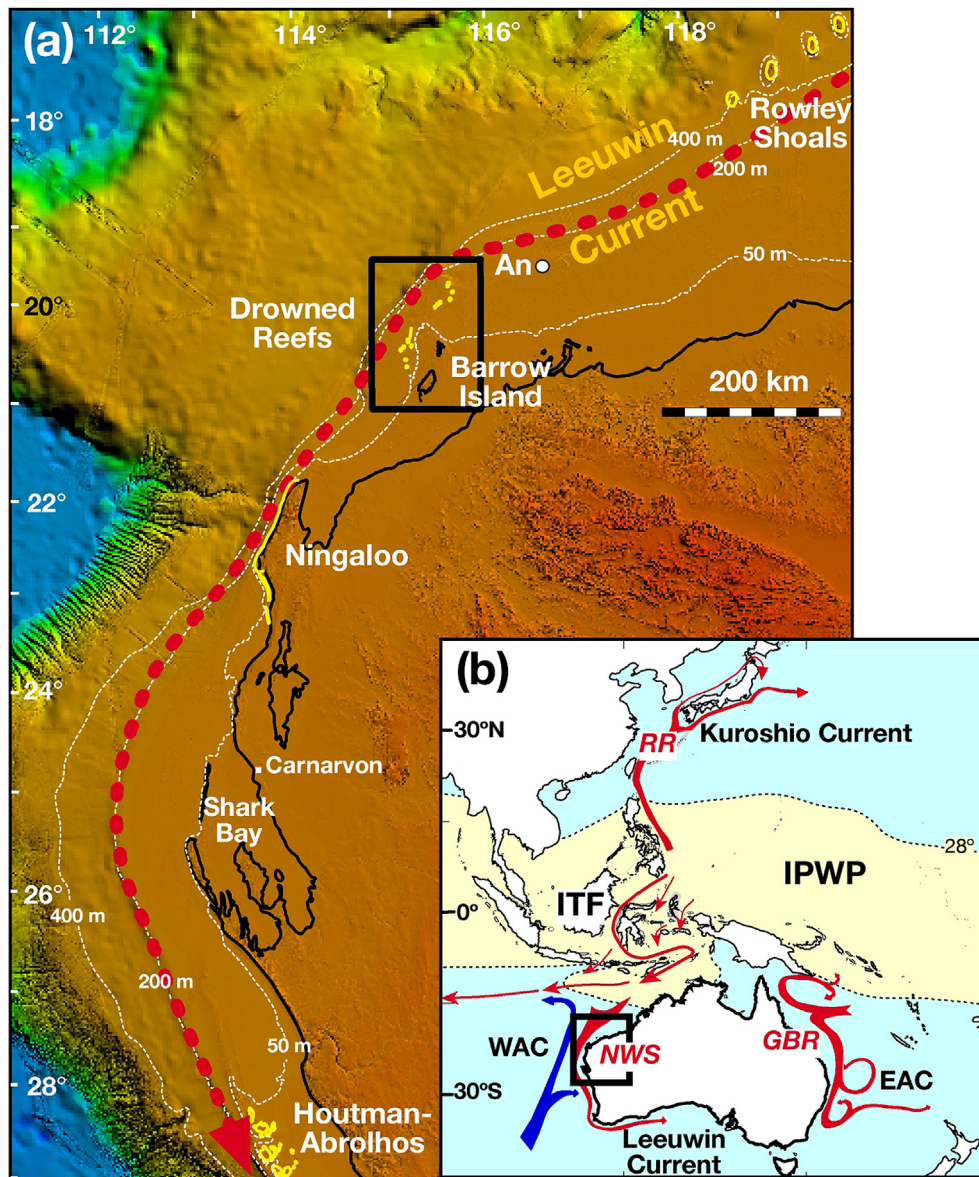 (a)
112°
114°
116°
118°
18°
20°
22°
24°
26°
28°
Rowley
Shoals
400 m
200 m
Leeuwin
Current
50 m
An
Drowned
Reefs
Barrow
Island
200 km
Ningaloo
Carnarvon
Shark
Bay
400 m
200 m
50 m
Houtman-
Abrolhos
(b)
30ºN
RR
Kuroshio Current
28°
IPWP
ITF
0°
WAC
NWS
GBR
EAC
30ºS
Leeuwin
Current